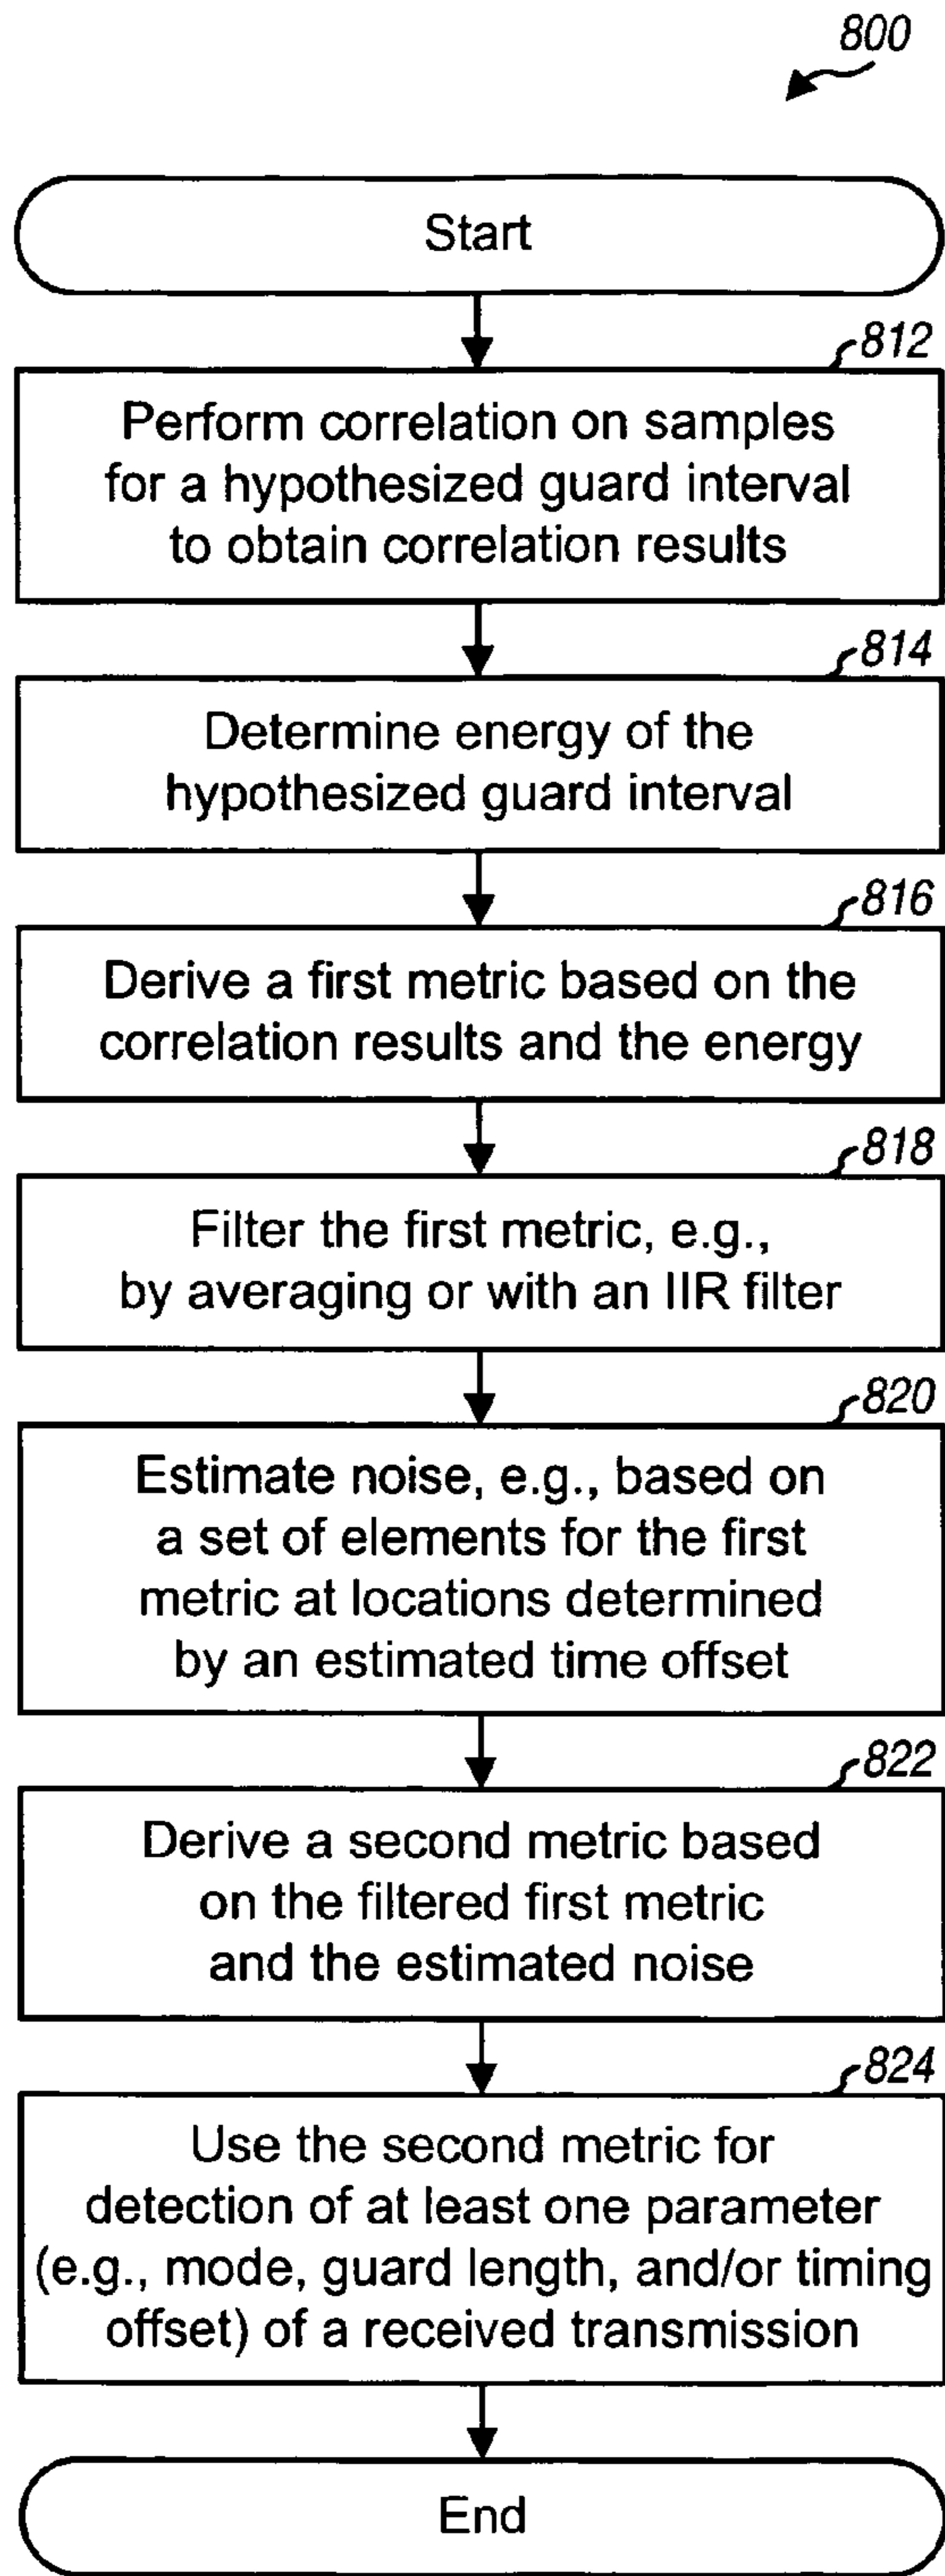 800
Start
812
Perform correlation on samples
for a hypothesized guard interval
to obtain correlation results
814
Determine energy of the
hypothesized guard interval
816
Derive a first metric based on the
correlation results and the energy
818
Filter the first metric, e.g.,
by averaging or with an IIR filter
820
Estimate noise, e.g., based on
a set of elements for the first
metric at locations determined
by an estimated time offset
822
Derive a second metric based
on the filtered first metric
and the estimated noise
824
Use the second metric for
detection of at least one parameter
(e.g., mode, guard length, and/or timing
offset) of a received transmission
End